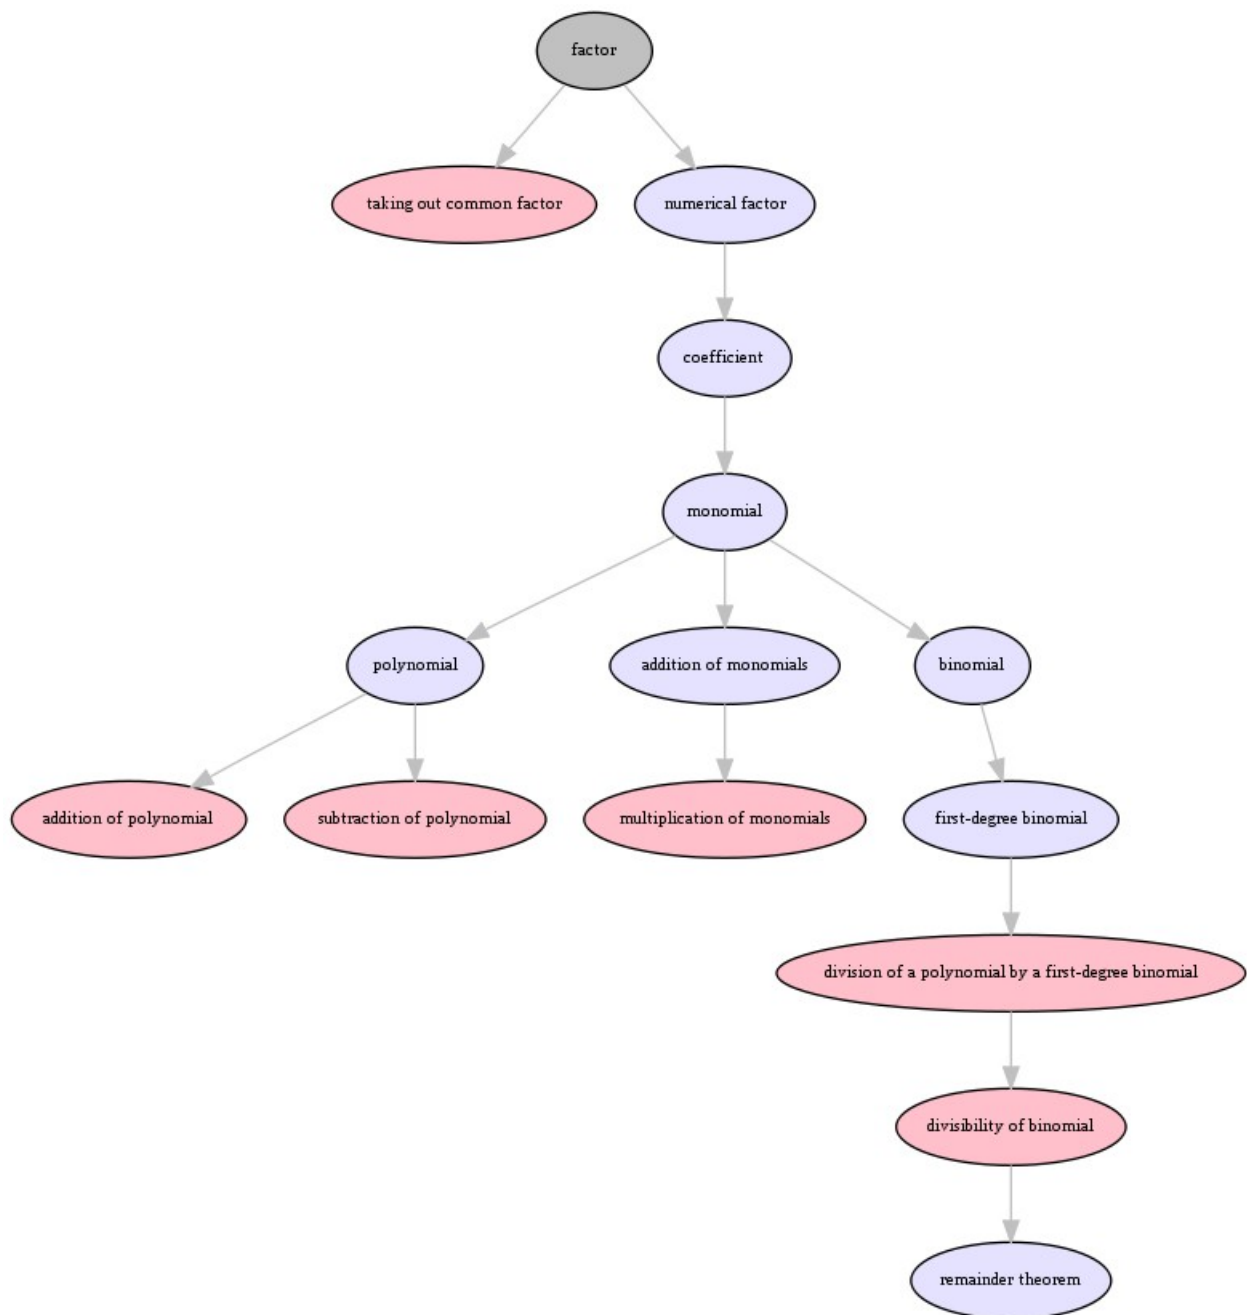 factor
taking out common factor
numerical factor
coefficient
monomial
polynomial
addition of monomials
binomial
addition of polynomial
subtraction of polynomial
multiplication of monomials
first-degree binomial
division of a polynomial by a first-degree binomial
divisibility of binomial
remainder theorem